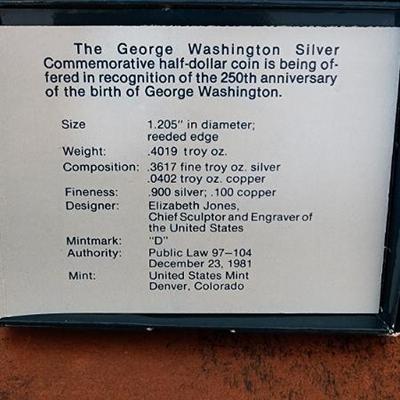 The George Washington Silver
Commemorative half-dollar coin is being of-
fered in recognition of the 250th anniversary
of the birth of George Washington.
Size 1.205" in diameter;
reeded edge
Weight: .4019 troy oz.
Composition: .3617 fine troy oz. silver
.0402 troy oz. copper
Fineness: .900 silver; .100 copper
Designer: Elizabeth Jones,
Chief Sculptor and Engraver of
the United States
Mintmark: "D"
Authority: Public Law 97–104
December 23, 1981
Mint: United States Mint
Denver, Colorado